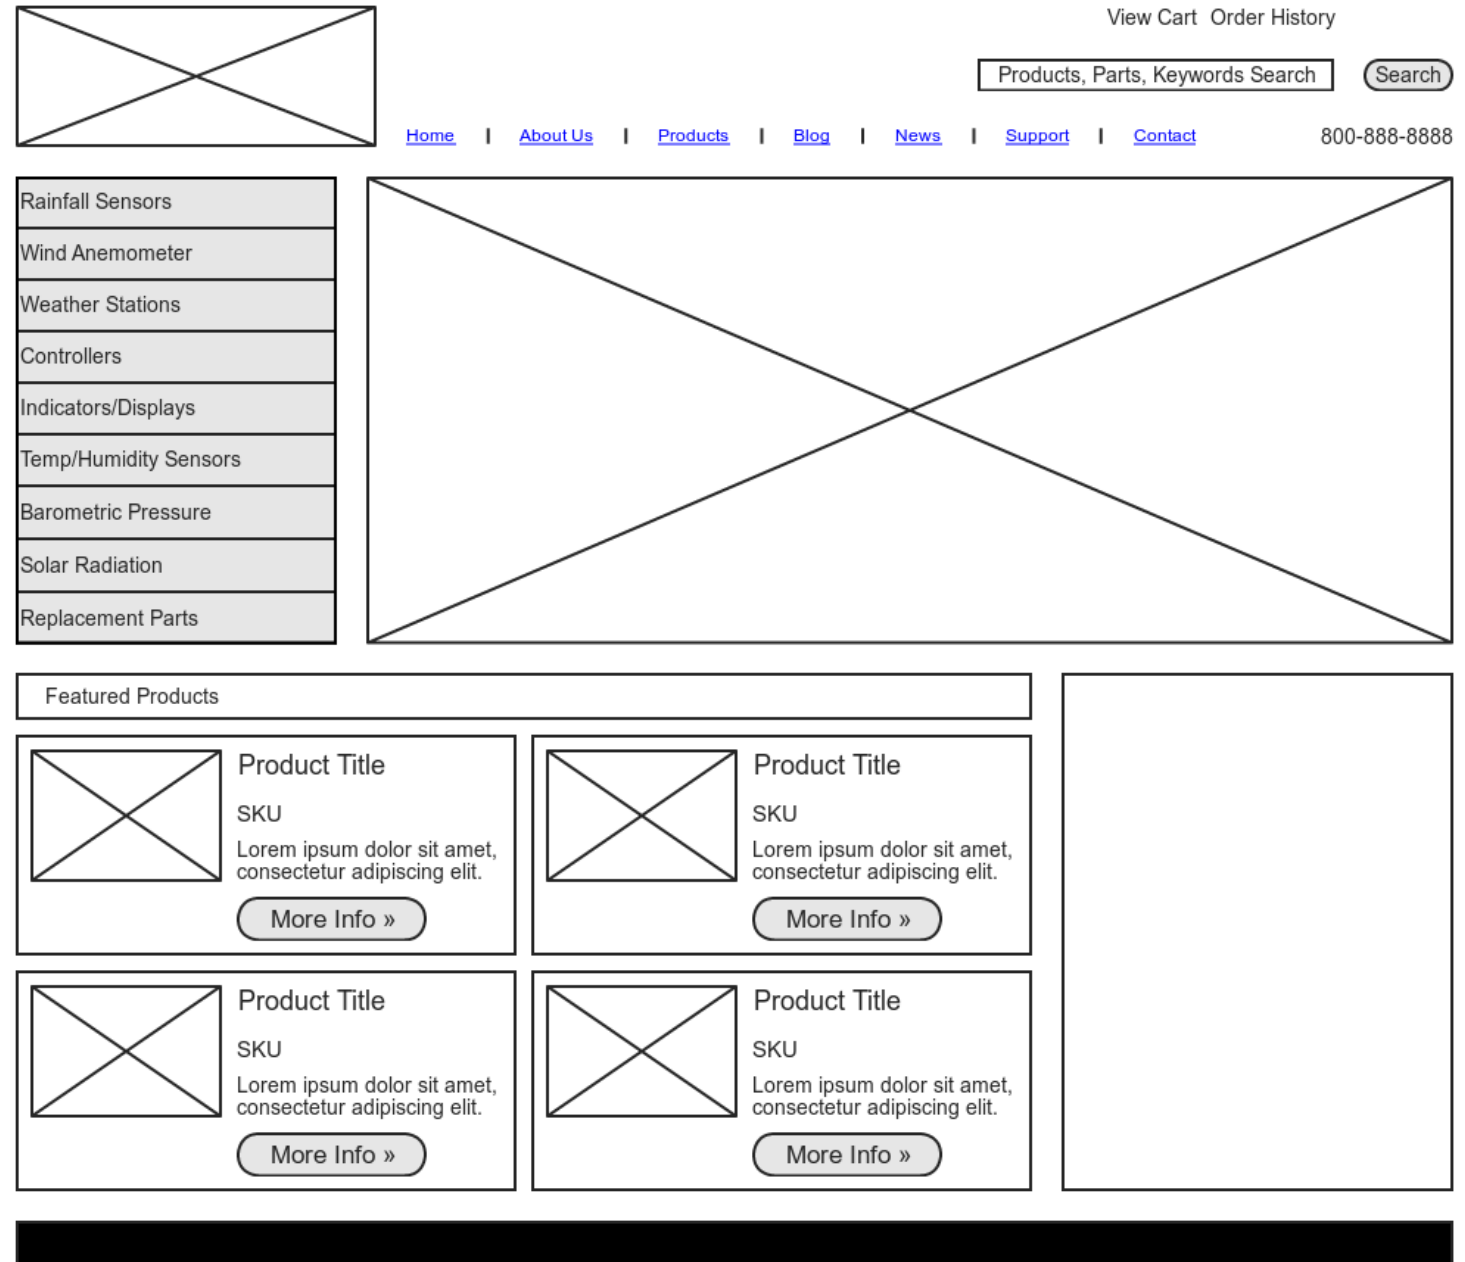 View Cart Order History
Products, Parts, Keywords Search Search
Home | About Us | Products | Blog | News | Support | Contact 800-888-8888
Rainfall Sensors
Wind Anemometer
Weather Stations
Controllers
Indicators/Displays
Temp/Humidity Sensors
Barometric Pressure
Solar Radiation
Replacement Parts
Featured Products
Product Title
SKU
Lorem ipsum dolor sit amet,
consectetur adipiscing elit.
More Info »
Product Title
SKU
Lorem ipsum dolor sit amet,
consectetur adipiscing elit.
More Info »
Product Title
SKU
Lorem ipsum dolor sit amet,
consectetur adipiscing elit.
More Info »
Product Title
SKU
Lorem ipsum dolor sit amet,
consectetur adipiscing elit.
More Info »